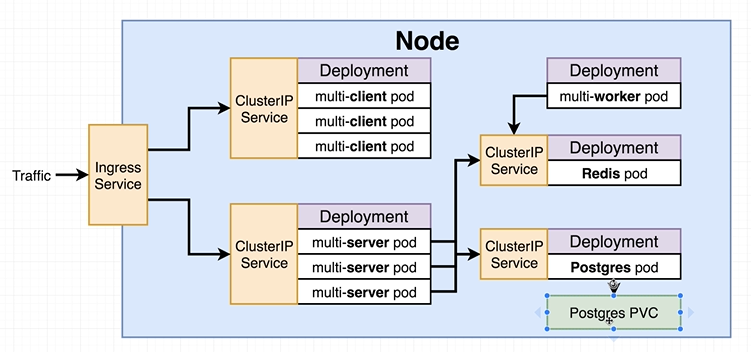 Node
Traffic
Ingress
Service
ClusterIP
Service
Deployment
multi-client pod
multi-client pod
multi-client pod
ClusterIP
Service
Deployment
multi-server pod
multi-server pod
multi-server pod
Deployment
multi-worker pod
ClusterIP
Service
Deployment
Redis pod
ClusterIP
Service
Deployment
Postgres pod
Postgres PVC